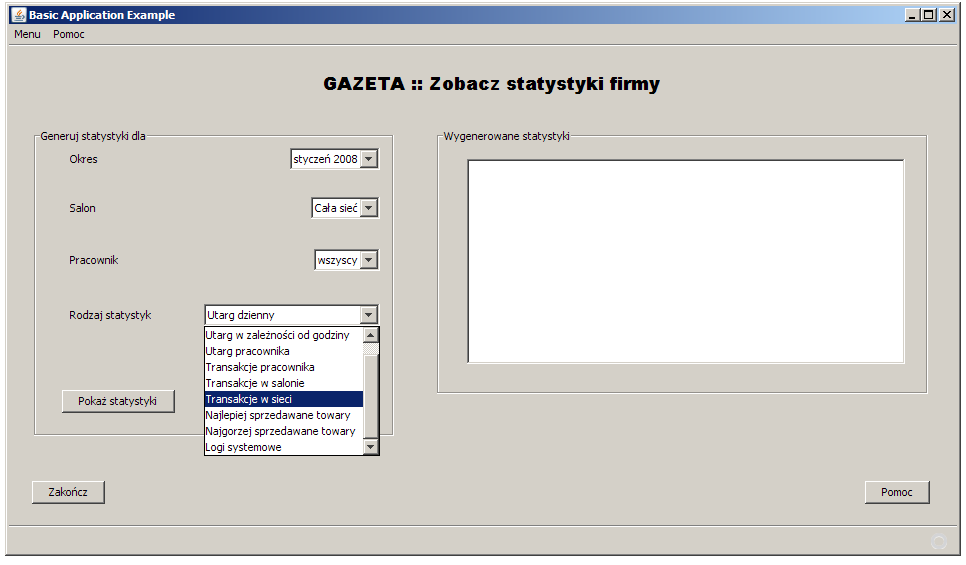 Basic Application Example
Menu Pomoc
GAZETA :: Zobacz statystyki firmy
Generuj statystyki dla
Okres styczeń 2008
Salon Cała sieć
Pracownik wszyscy
Rodzaj statystyk Utarg dzienny
Utarg w zależności od godziny
Utarg pracownika
Transakcje pracownika
Transakcje w salonie
Transakcje w sieci
Najlepiej sprzedawane towary
Najgorzej sprzedawane towary
Logi systemowe
Pokaż statystyki
Wygenerowane statystyki
Zakończ
Pomoc